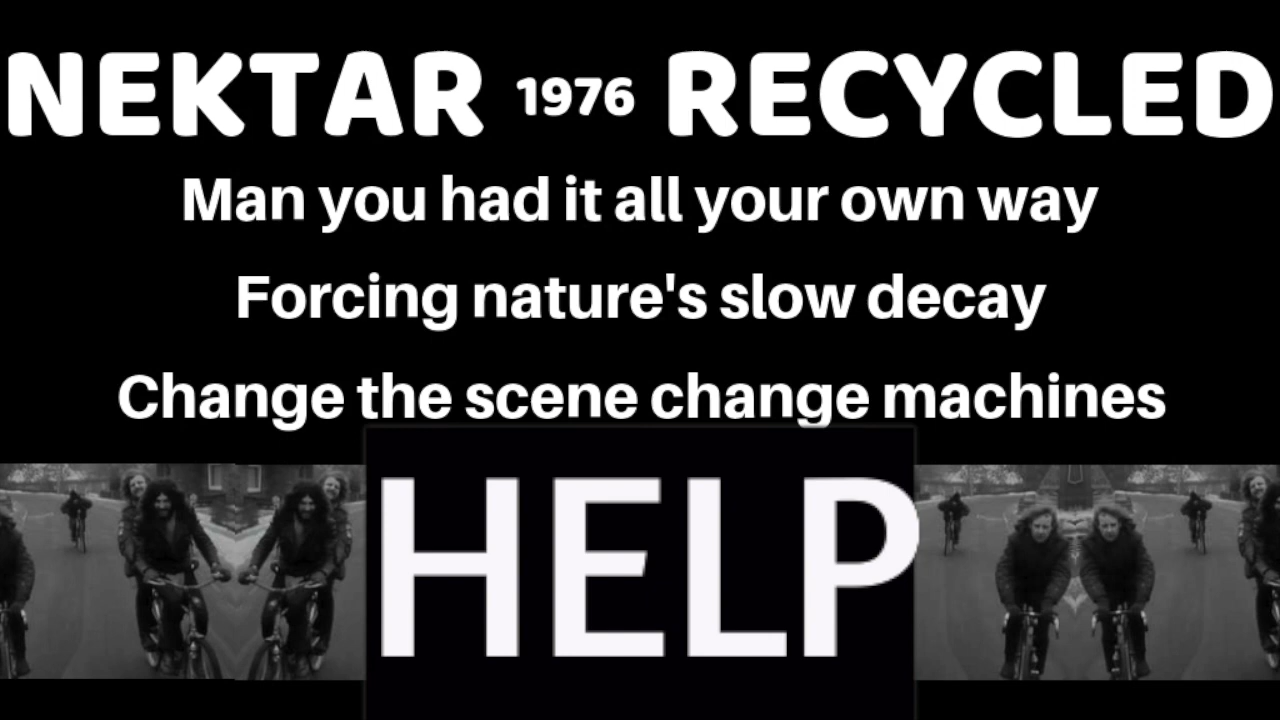 NEKTAR 1976 RECYCLED
Man you had it all your own way
Forcing nature's slow decay
Change the scene change machines
HELP